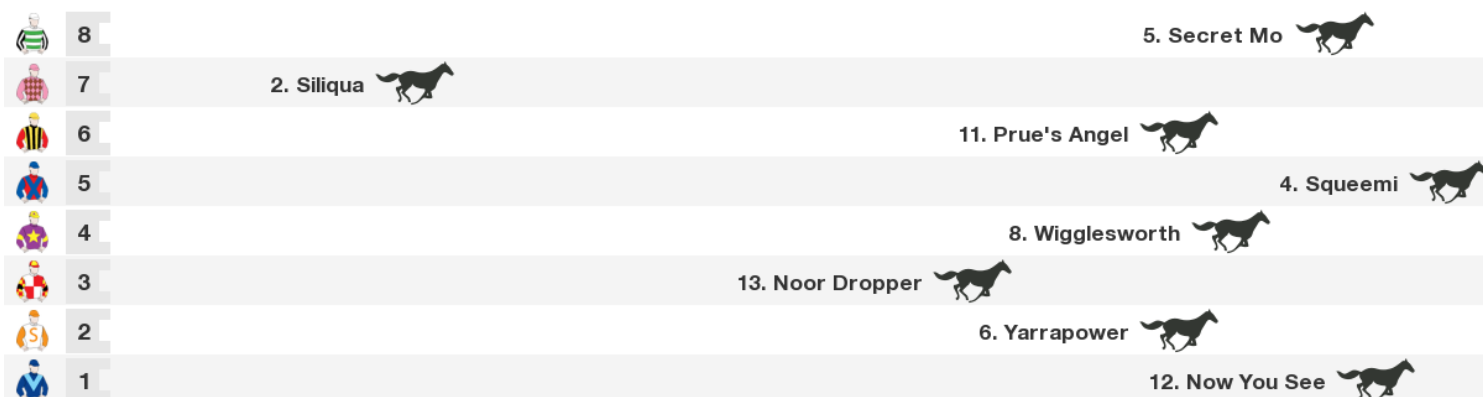 8 5. Secret Mo
7 2. Siliqua
6 11. Prue's Angel
5 4. Squeemi
4 8. Wigglesworth
3 13. Noor Dropper
S 2 6. Yarrapower
1 12. Now You See